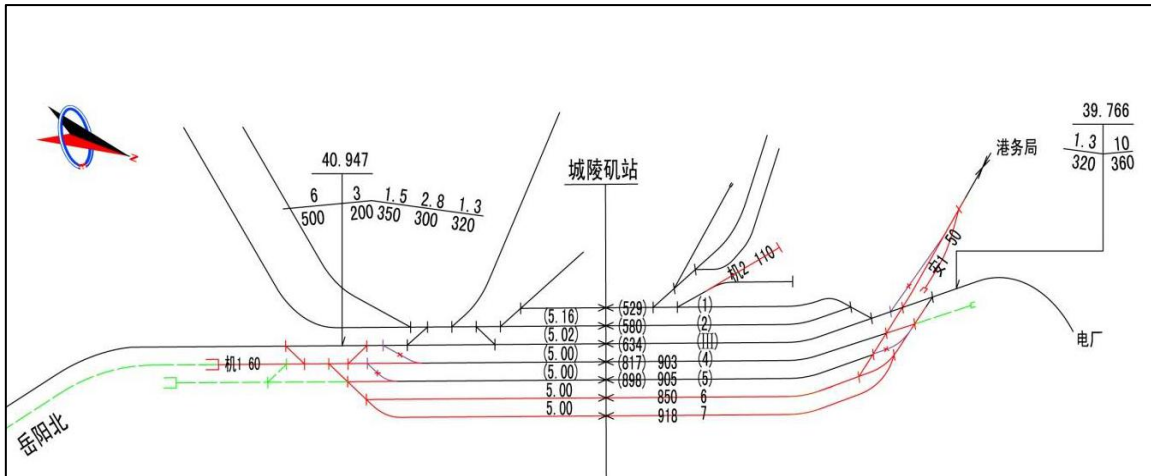 39.766
1.3 10
320 360
港务局
40.947
6 3 1.5 2.8 1.3
500 200 350 300 320
城陵矶站
N
安1 50
机2 110
(5.16) (529) (1)
(5.02) (580) (2)
(5.00) (634) (III)
(5.00) (817) 903 (4)
5.00 (898) 905 (5)
5.00 850 6
918 7
机1 60
电厂
岳阳北